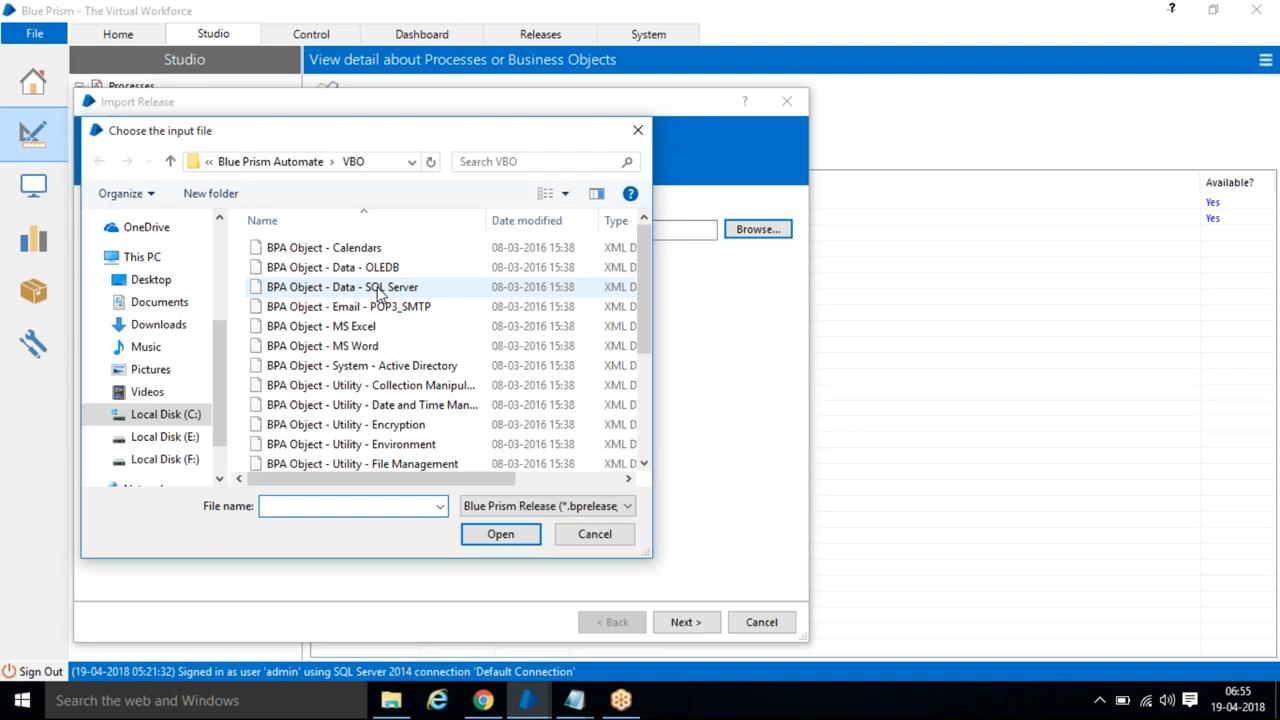 Blue Prism - The Virtual Workforce
?
File
Home
Studio
Control
Dashboard
Releases
System
Studio
View detail about Processes or Business Objects
Processes
Import Release
?
Choose the input file
« Blue Prism Automate › VBO
Search VBO
Organize
New folder
?
Available?
Yes
Yes
Browse...
Name
Date modified
Type
OneDrive
This PC
Desktop
Documents
Downloads
Music
Pictures
Videos
Local Disk (C:)
Local Disk (E:)
Local Disk (F:)
BPA Object - Calendars 08-03-2016 15:38 XML D
BPA Object - Data - OLEDB 08-03-2016 15:38 XML D
BPA Object - Data - SQL Server 08-03-2016 15:38 XML D
BPA Object - Email - POP3_SMTP 08-03-2016 15:38 XML D
BPA Object - MS Excel 08-03-2016 15:38 XML D
BPA Object - MS Word 08-03-2016 15:38 XML D
BPA Object - System - Active Directory 08-03-2016 15:38 XML D
BPA Object - Utility - Collection Manipul... 08-03-2016 15:38 XML D
BPA Object - Utility - Date and Time Man... 08-03-2016 15:38 XML D
BPA Object - Utility - Encryption 08-03-2016 15:38 XML D
BPA Object - Utility - Environment 08-03-2016 15:38 XML D
BPA Object - Utility - File Management 08-03-2016 15:38 XML D
File name:
Blue Prism Release (*.bprelease,
Open
Cancel
< Back
Next >
Cancel
Sign Out
(19-04-2018 05:21:32) Signed in as user 'admin' using SQL Server 2014 connection 'Default Connection'
Search the web and Windows
06:55
19-04-2018